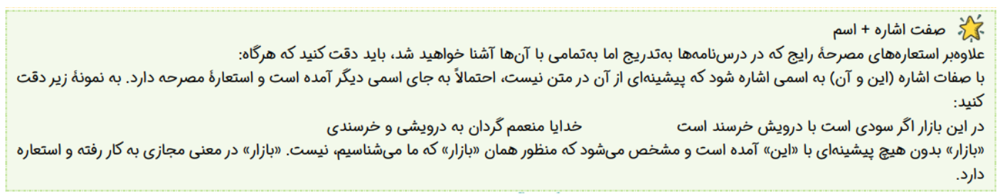 صفت اشاره + اسم
علاوه‌بر استعاره‌های مصرحهٔ رایج که در درس‌نامه‌ها به‌تدریج اما به‌تمامی با آن‌ها آشنا خواهید شد، باید دقت کنید که هرگاه:
با صفات اشاره (این و آن) به اسمی اشاره شود که پیشینه‌ای از آن در متن نیست، احتمالاً به جای اسمی دیگر آمده است و استعارهٔ مصرحه دارد. به نمونهٔ زیر دقت
کنید:
در این بازار اگر سودی است با درویش خرسند است خدایا منعمم گردان به درویشی و خرسندی
«بازار» بدون هیچ پیشینه‌ای با «این» آمده است و مشخص می‌شود که منظور همان «بازار» که ما می‌شناسیم، نیست. «بازار» در معنی مجازی به کار رفته و استعاره
دارد.